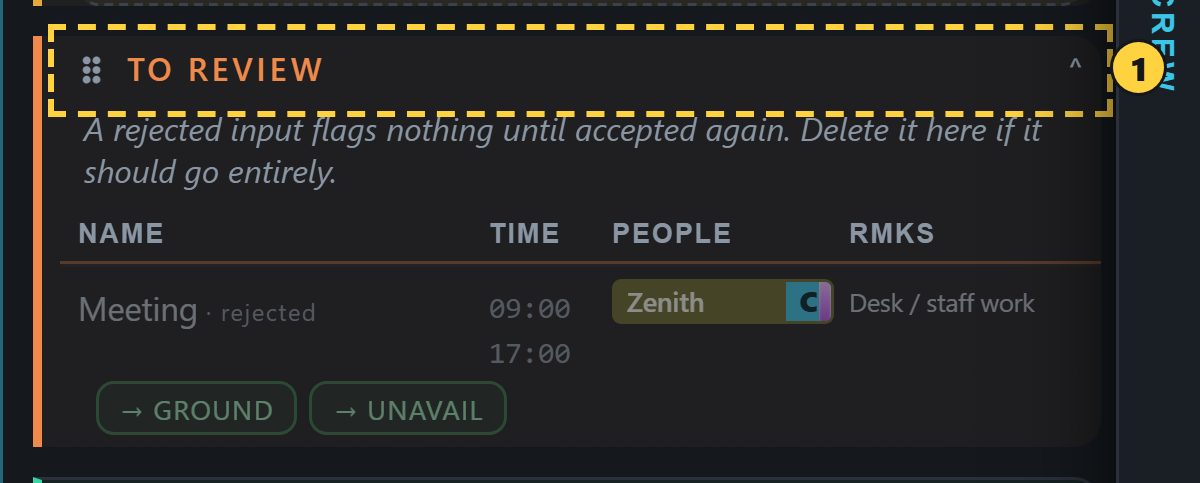 TO REVIEW ^
1
CREW
A rejected input flags nothing until accepted again. Delete it here if it
should go entirely.
NAME TIME PEOPLE RMKS
Meeting · rejected 09:00 Zenith C Desk / staff work
17:00
→ GROUND → UNAVAIL